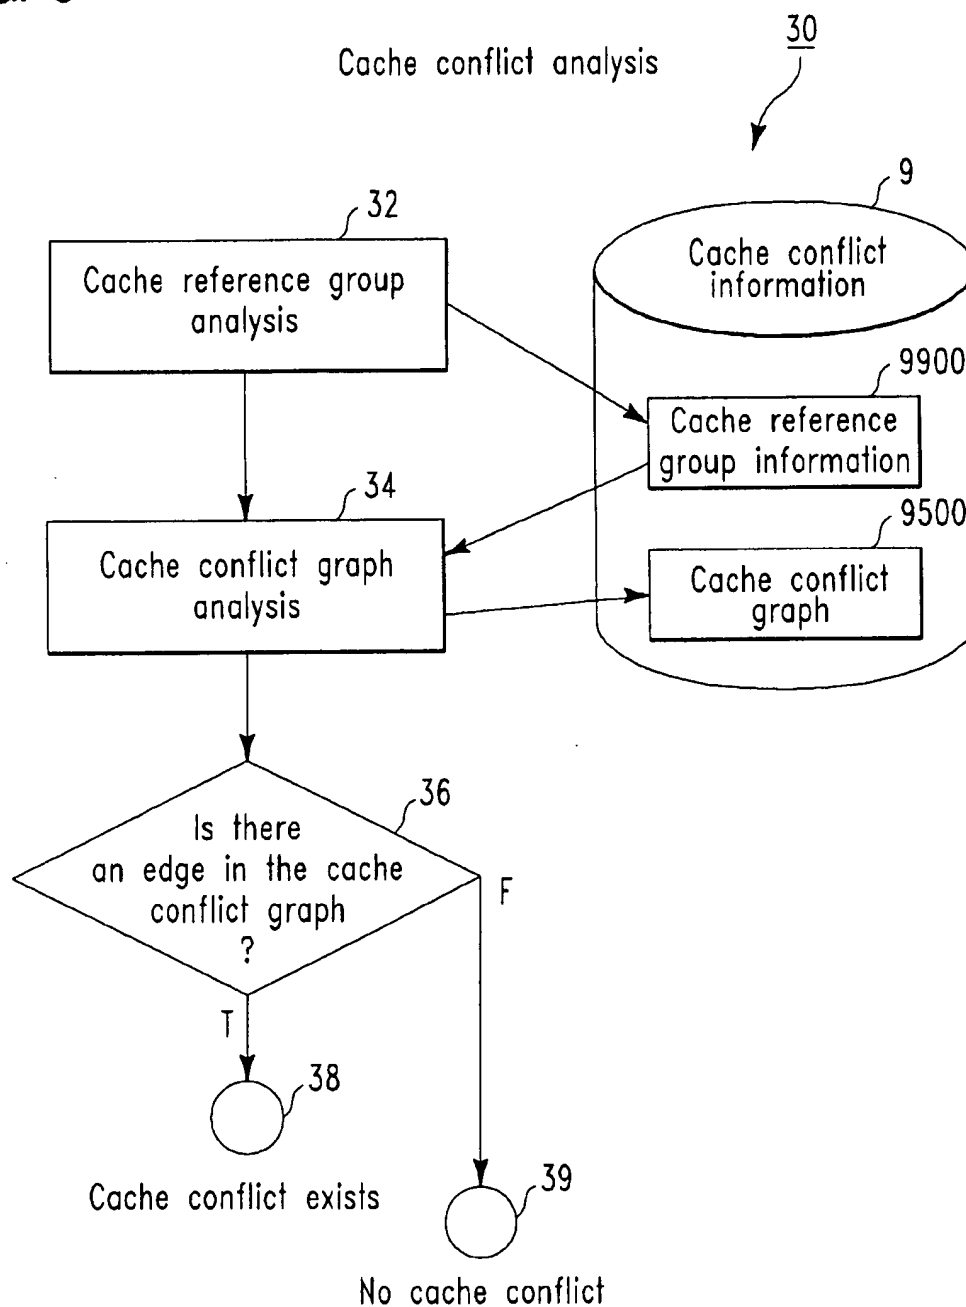 30
Cache conflict analysis
9
32
Cache conflict
information
Cache reference group
analysis
9900
Cache reference
group information
34
9500
Cache conflict graph
analysis
Cache conflict
graph
36
Is there
an edge in the cache
conflict graph
?
F
T
38
Cache conflict exists
39
No cache conflict